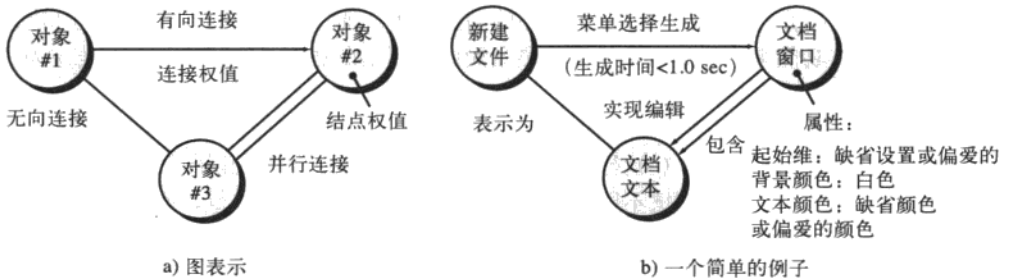 对象
#1
有向连接
连接权值
对象
#2
无向连接
结点权值
并行连接
对象
#3
a) 图表示
新建
文件
菜单选择生成
(生成时间<1.0 sec)
文档
窗口
表示为
实现编辑
包含
属性：
文档
文本
起始维：缺省设置或偏爱的
背景颜色：白色
文本颜色：缺省颜色
或偏爱的颜色
b) 一个简单的例子